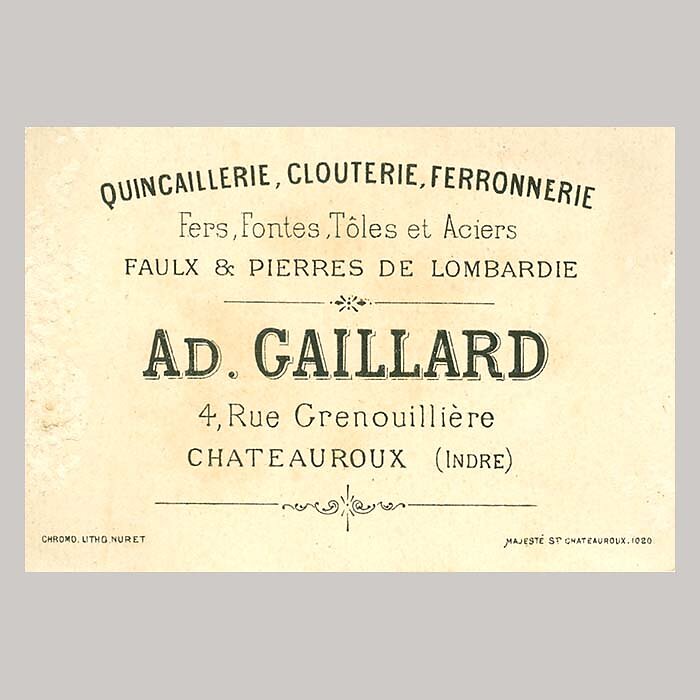 QUINCAILLERIE, CLOUTERIE, FERRONNERIE
Fers, Fontes, Tôles et Aciers
FAULX & PIERRES DE LOMBARDIE
AD. GAILLARD
4, Rue Grenouillière
CHATEAUROUX (INDRE)
CHROMO. LITHO. NURET
MAJESTÉ ST CHATEAUROUX. 1020